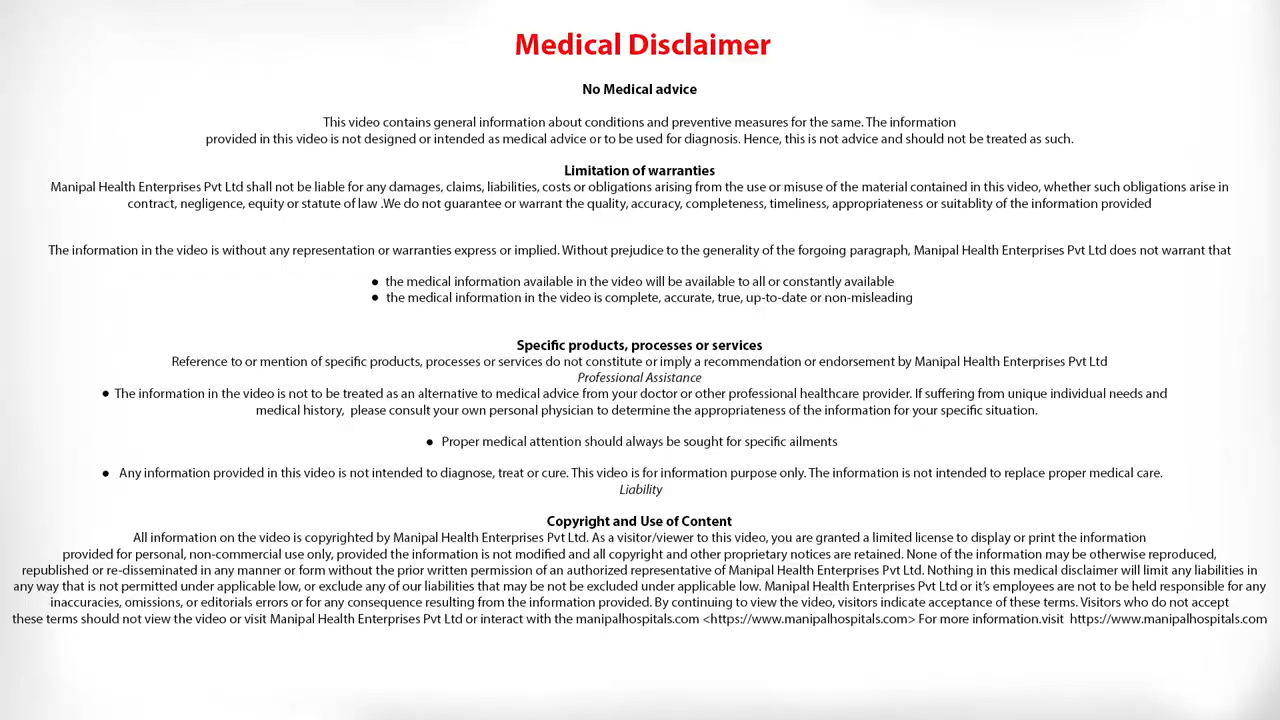 Medical Disclaimer
No Medical advice
This video contains general information about conditions and preventive measures for the same. The information
provided in this video is not designed or intended as medical advice or to be used for diagnosis. Hence, this is not advice and should not be treated as such.
Limitation of warranties
Manipal Health Enterprises Pvt Ltd shall not be liable for any damages, claims, liabilities, costs or obligations arising from the use or misuse of the material contained in this video, whether such obligations arise in
contract, negligence, equity or statute of law .We do not guarantee or warrant the quality, accuracy, completeness, timeliness, appropriateness or suitablity of the information provided
The information in the video is without any representation or warranties express or implied. Without prejudice to the generality of the forgoing paragraph, Manipal Health Enterprises Pvt Ltd does not warrant that
● the medical information available in the video will be available to all or constantly available
● the medical information in the video is complete, accurate, true, up-to-date or non-misleading
Specific products, processes or services
Reference to or mention of specific products, processes or services do not constitute or imply a recommendation or endorsement by Manipal Health Enterprises Pvt Ltd
Professional Assistance
● The information in the video is not to be treated as an alternative to medical advice from your doctor or other professional healthcare provider. If suffering from unique individual needs and
medical history, please consult your own personal physician to determine the appropriateness of the information for your specific situation.
● Proper medical attention should always be sought for specific ailments
● Any information provided in this video is not intended to diagnose, treat or cure. This video is for information purpose only. The information is not intended to replace proper medical care.
Liability
Copyright and Use of Content
All information on the video is copyrighted by Manipal Health Enterprises Pvt Ltd. As a visitor/viewer to this video, you are granted a limited license to display or print the information
provided for personal, non-commercial use only, provided the information is not modified and all copyright and other proprietary notices are retained. None of the information may be otherwise reproduced,
republished or re-disseminated in any manner or form without the prior written permission of an authorized representative of Manipal Health Enterprises Pvt Ltd. Nothing in this medical disclaimer will limit any liabilities in
any way that is not permitted under applicable low, or exclude any of our liabilities that may be not be excluded under applicable low. Manipal Health Enterprises Pvt Ltd or it's employees are not to be held responsible for any
inaccuracies, omissions, or editorials errors or for any consequence resulting from the information provided. By continuing to view the video, visitors indicate acceptance of these terms. Visitors who do not accept
these terms should not view the video or visit Manipal Health Enterprises Pvt Ltd or interact with the manipalhospitals.com <https://www.manipalhospitals.com> For more information.visit https://www.manipalhospitals.com